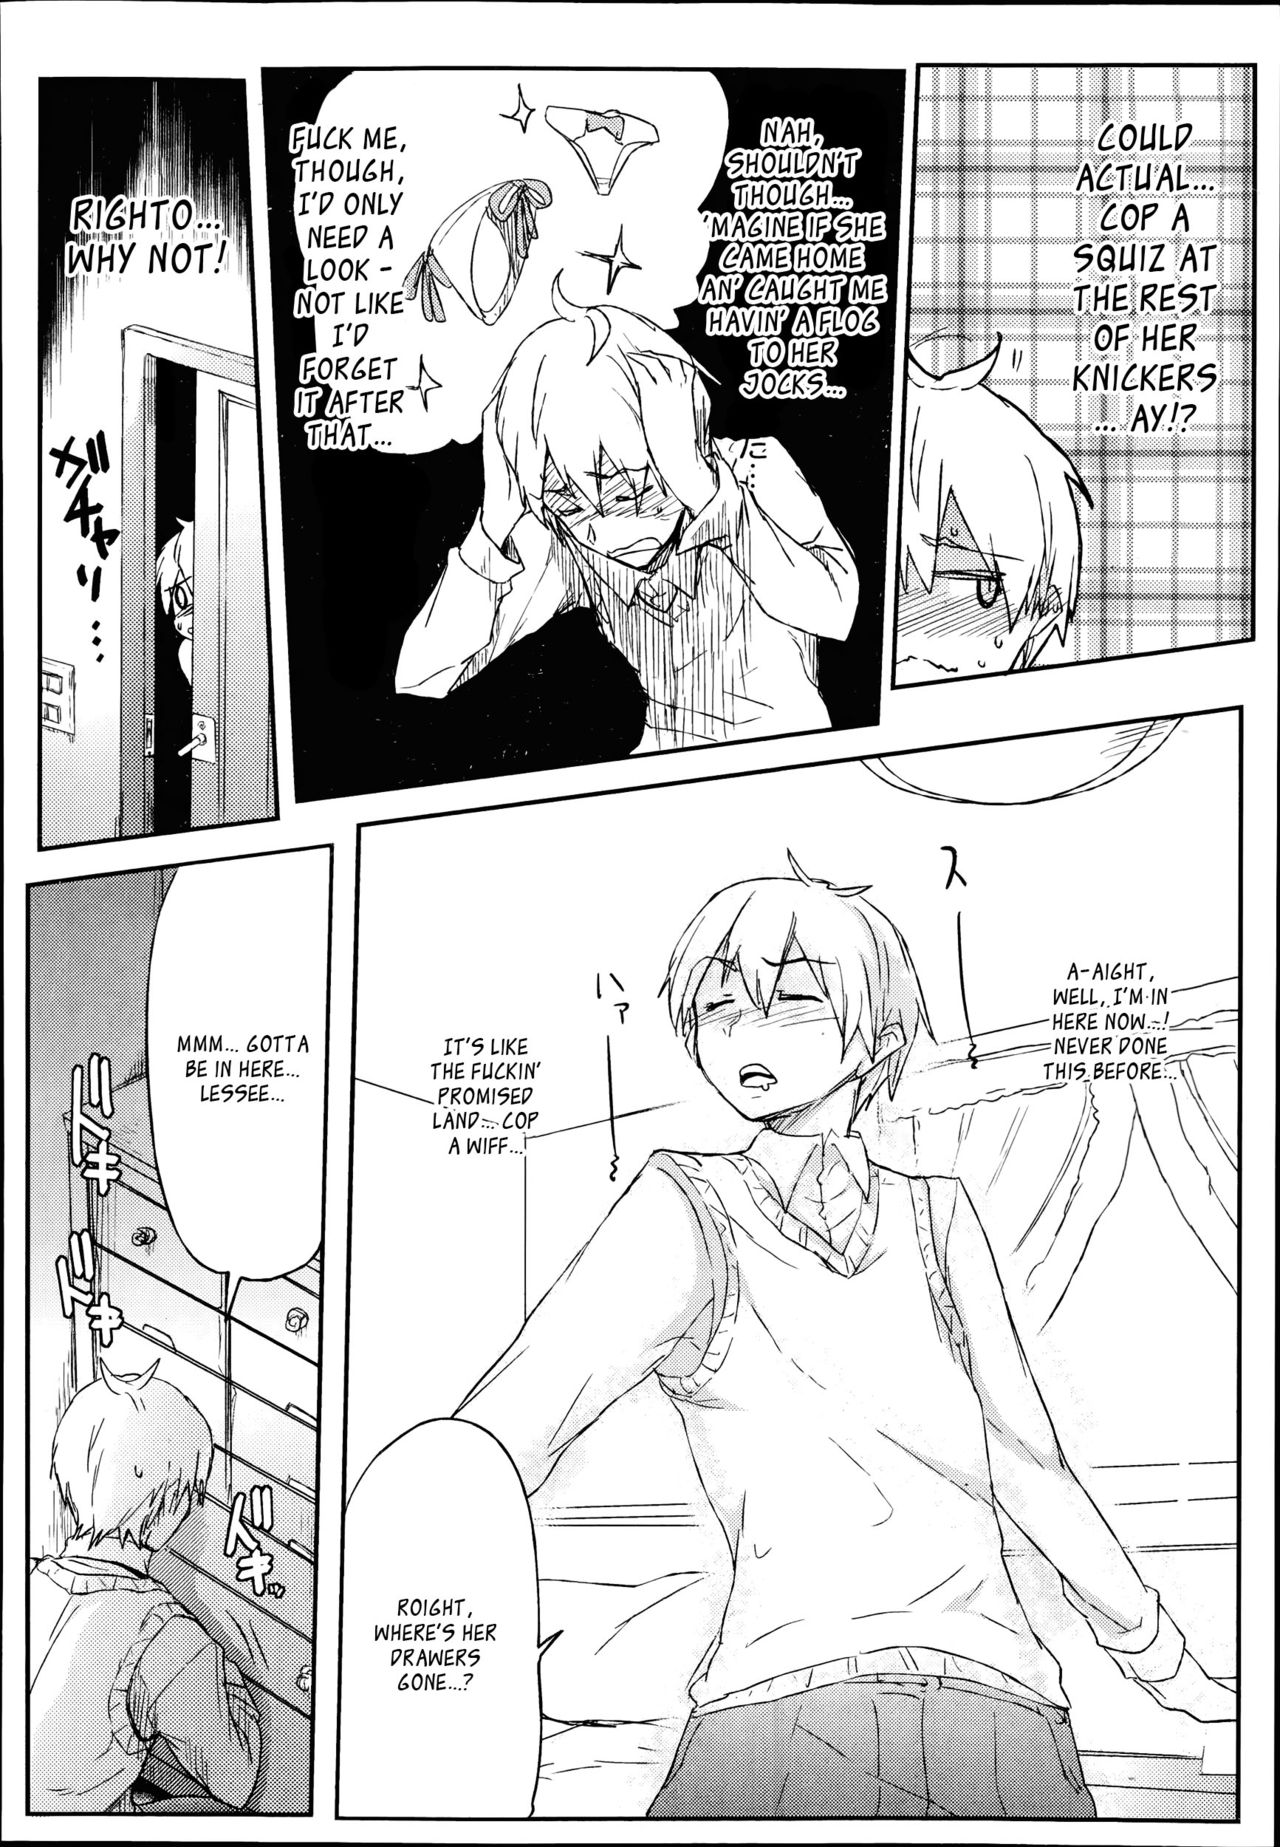 COULD
ACTUAL...
COP A
SQUIZ AT
THE REST
OF HER
KNICKERS
... AY!?
NAH,
SHOULDN'T
THOUGH...
'MAGINE IF SHE
CAME HOME
AN' CAUGHT ME
HAVIN' A FLOG
TO HER
JOCKS...
FUCK ME,
THOUGH,
I'D ONLY
NEED A
LOOK -
NOT LIKE
I'D
FORGET
IT AFTER
THAT...
RIGHTO...
WHY NOT!
ガチャッ…
A-AIGHT,
WELL, I'M IN
HERE NOW...!
NEVER DONE
THIS BEFORE...
ス
ハァ
IT'S LIKE
THE FUCKIN'
PROMISED
LAND... COP
A WIFF...
ROIGHT,
WHERE'S HER
DRAWERS
GONE...?
MMM... GOTTA
BE IN HERE...
LESSEE...
ドキ
ドキ
ドキ…